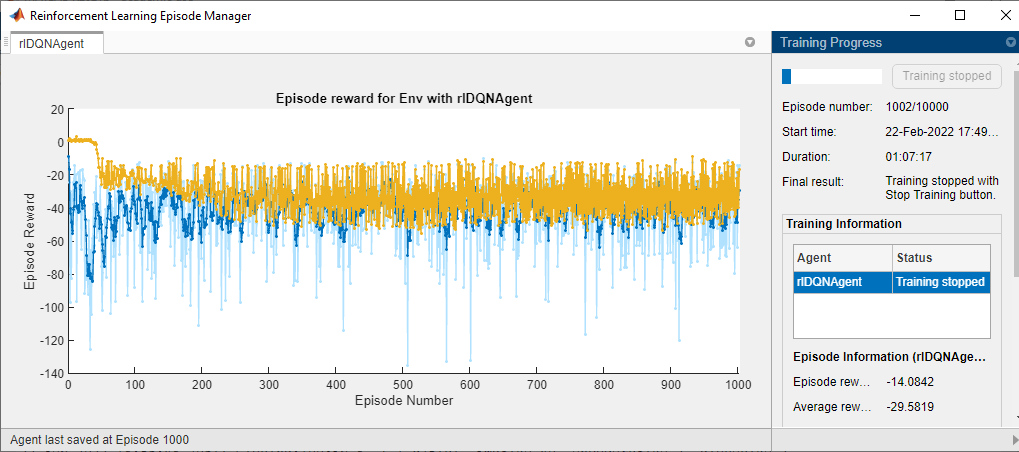 Reinforcement Learning Episode Manager
rlDQNAgent
Training Progress
Training stopped
Episode number: 1002/10000
Start time: 22-Feb-2022 17:49...
Duration: 01:07:17
Final result: Training stopped with
Stop Training button.
Training Information
Agent Status
rlDQNAgent Training stopped
Episode Information (rlDQNAge...
Episode rew... -14.0842
Average rew... -29.5819
Episode reward for Env with rlDQNAgent
Episode Reward
20
0
-20
-40
-60
-80
-100
-120
-140
0 100 200 300 400 500 600 700 800 900 1000
Episode Number
Agent last saved at Episode 1000